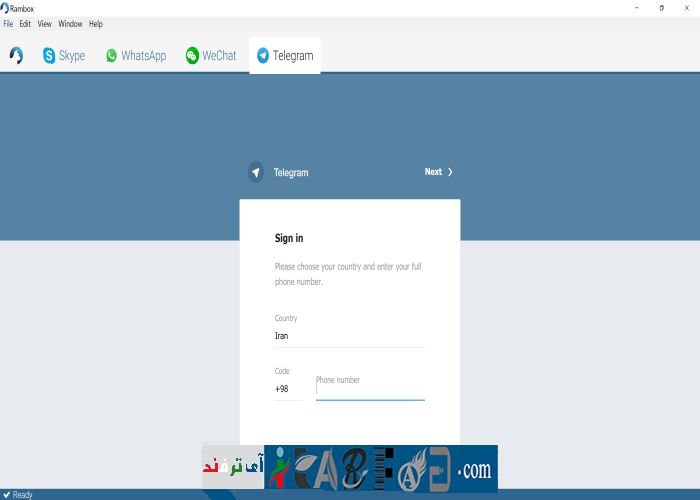 Rambox
File Edit View Window Help
Skype WhatsApp WeChat Telegram
Telegram Next
Sign in
Please choose your country and enter your full
phone number.
Country
Iran
Code
+98
Phone number
آی ترفند
.com
Ready